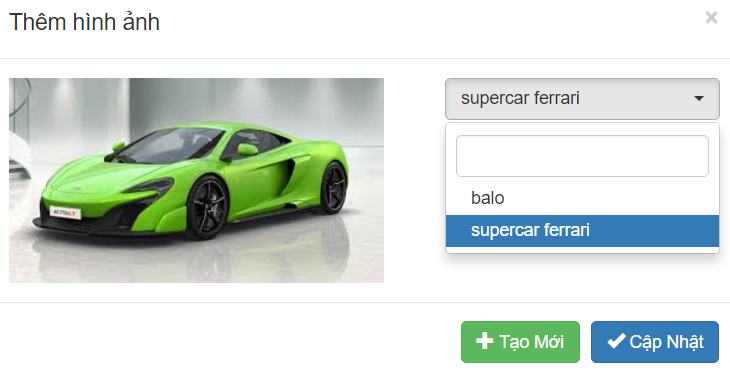 Thêm hình ảnh
×
supercar ferrari
balo
supercar ferrari
Tạo Mới
Cập Nhật